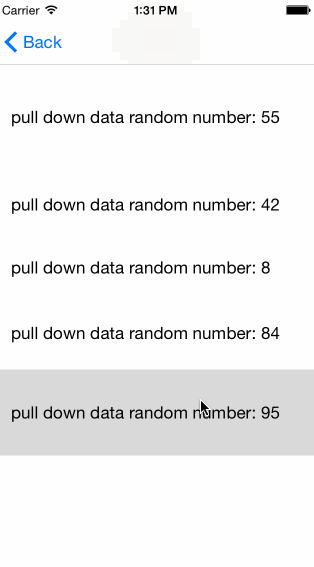 Carrier 1:31 PM
Back
pull down data random number: 55
pull down data random number: 42
pull down data random number: 8
pull down data random number: 84
pull down data random number: 95